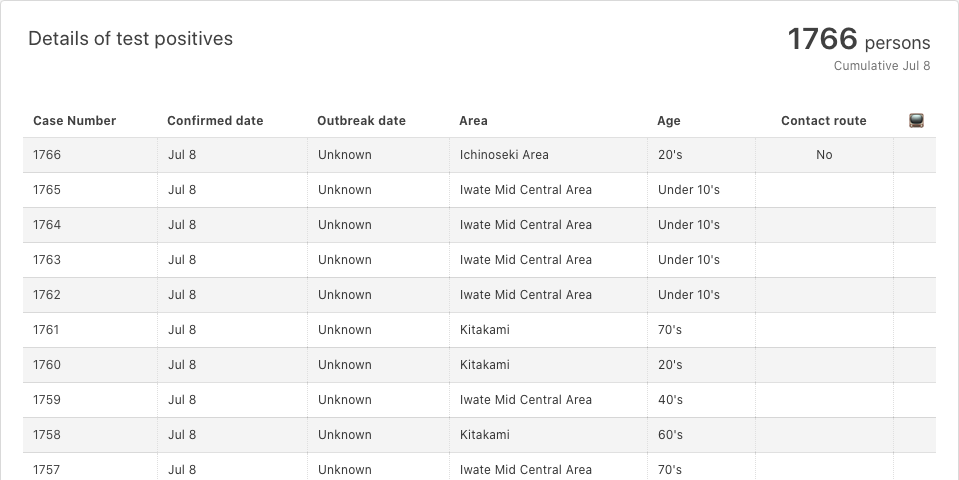 Details of test positives
1766 persons
Cumulative Jul 8
Case Number Confirmed date Outbreak date Area Age Contact route
1766 Jul 8 Unknown Ichinoseki Area 20's No
1765 Jul 8 Unknown Iwate Mid Central Area Under 10's
1764 Jul 8 Unknown Iwate Mid Central Area Under 10's
1763 Jul 8 Unknown Iwate Mid Central Area Under 10's
1762 Jul 8 Unknown Iwate Mid Central Area Under 10's
1761 Jul 8 Unknown Kitakami 70's
1760 Jul 8 Unknown Kitakami 20's
1759 Jul 8 Unknown Iwate Mid Central Area 40's
1758 Jul 8 Unknown Kitakami 60's
1757 Jul 8 Unknown Iwate Mid Central Area 70's